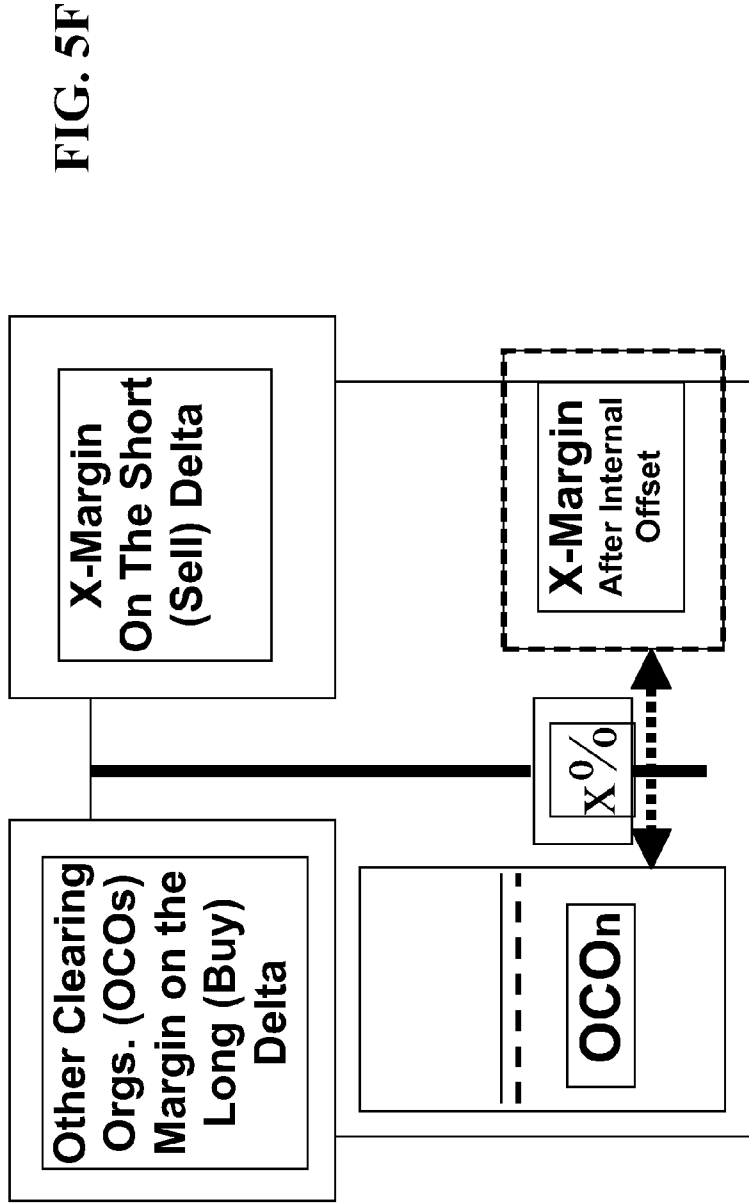 FIG. 5F
Other Clearing
Orgs. (OCOs)
Margin on the
Long (Buy)
Delta
X-Margin
On The Short
(Sell) Delta
OCOn
X%
X-Margin
After Internal
Offset